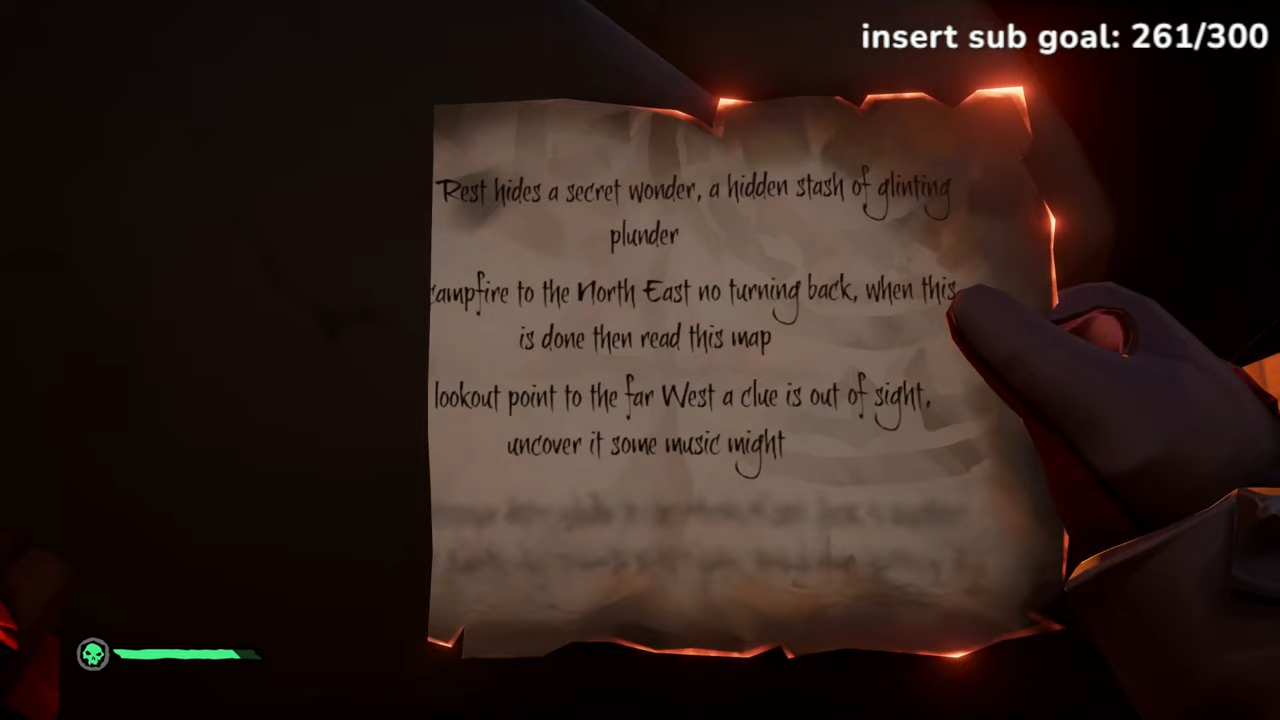 insert sub goal: 261/300
Rest hides a secret wonder, a hidden stash of glinting
plunder
campfire to the North East no turning back, when this
is done then read this map
lookout point to the far West a clue is out of sight,
uncover it some music might